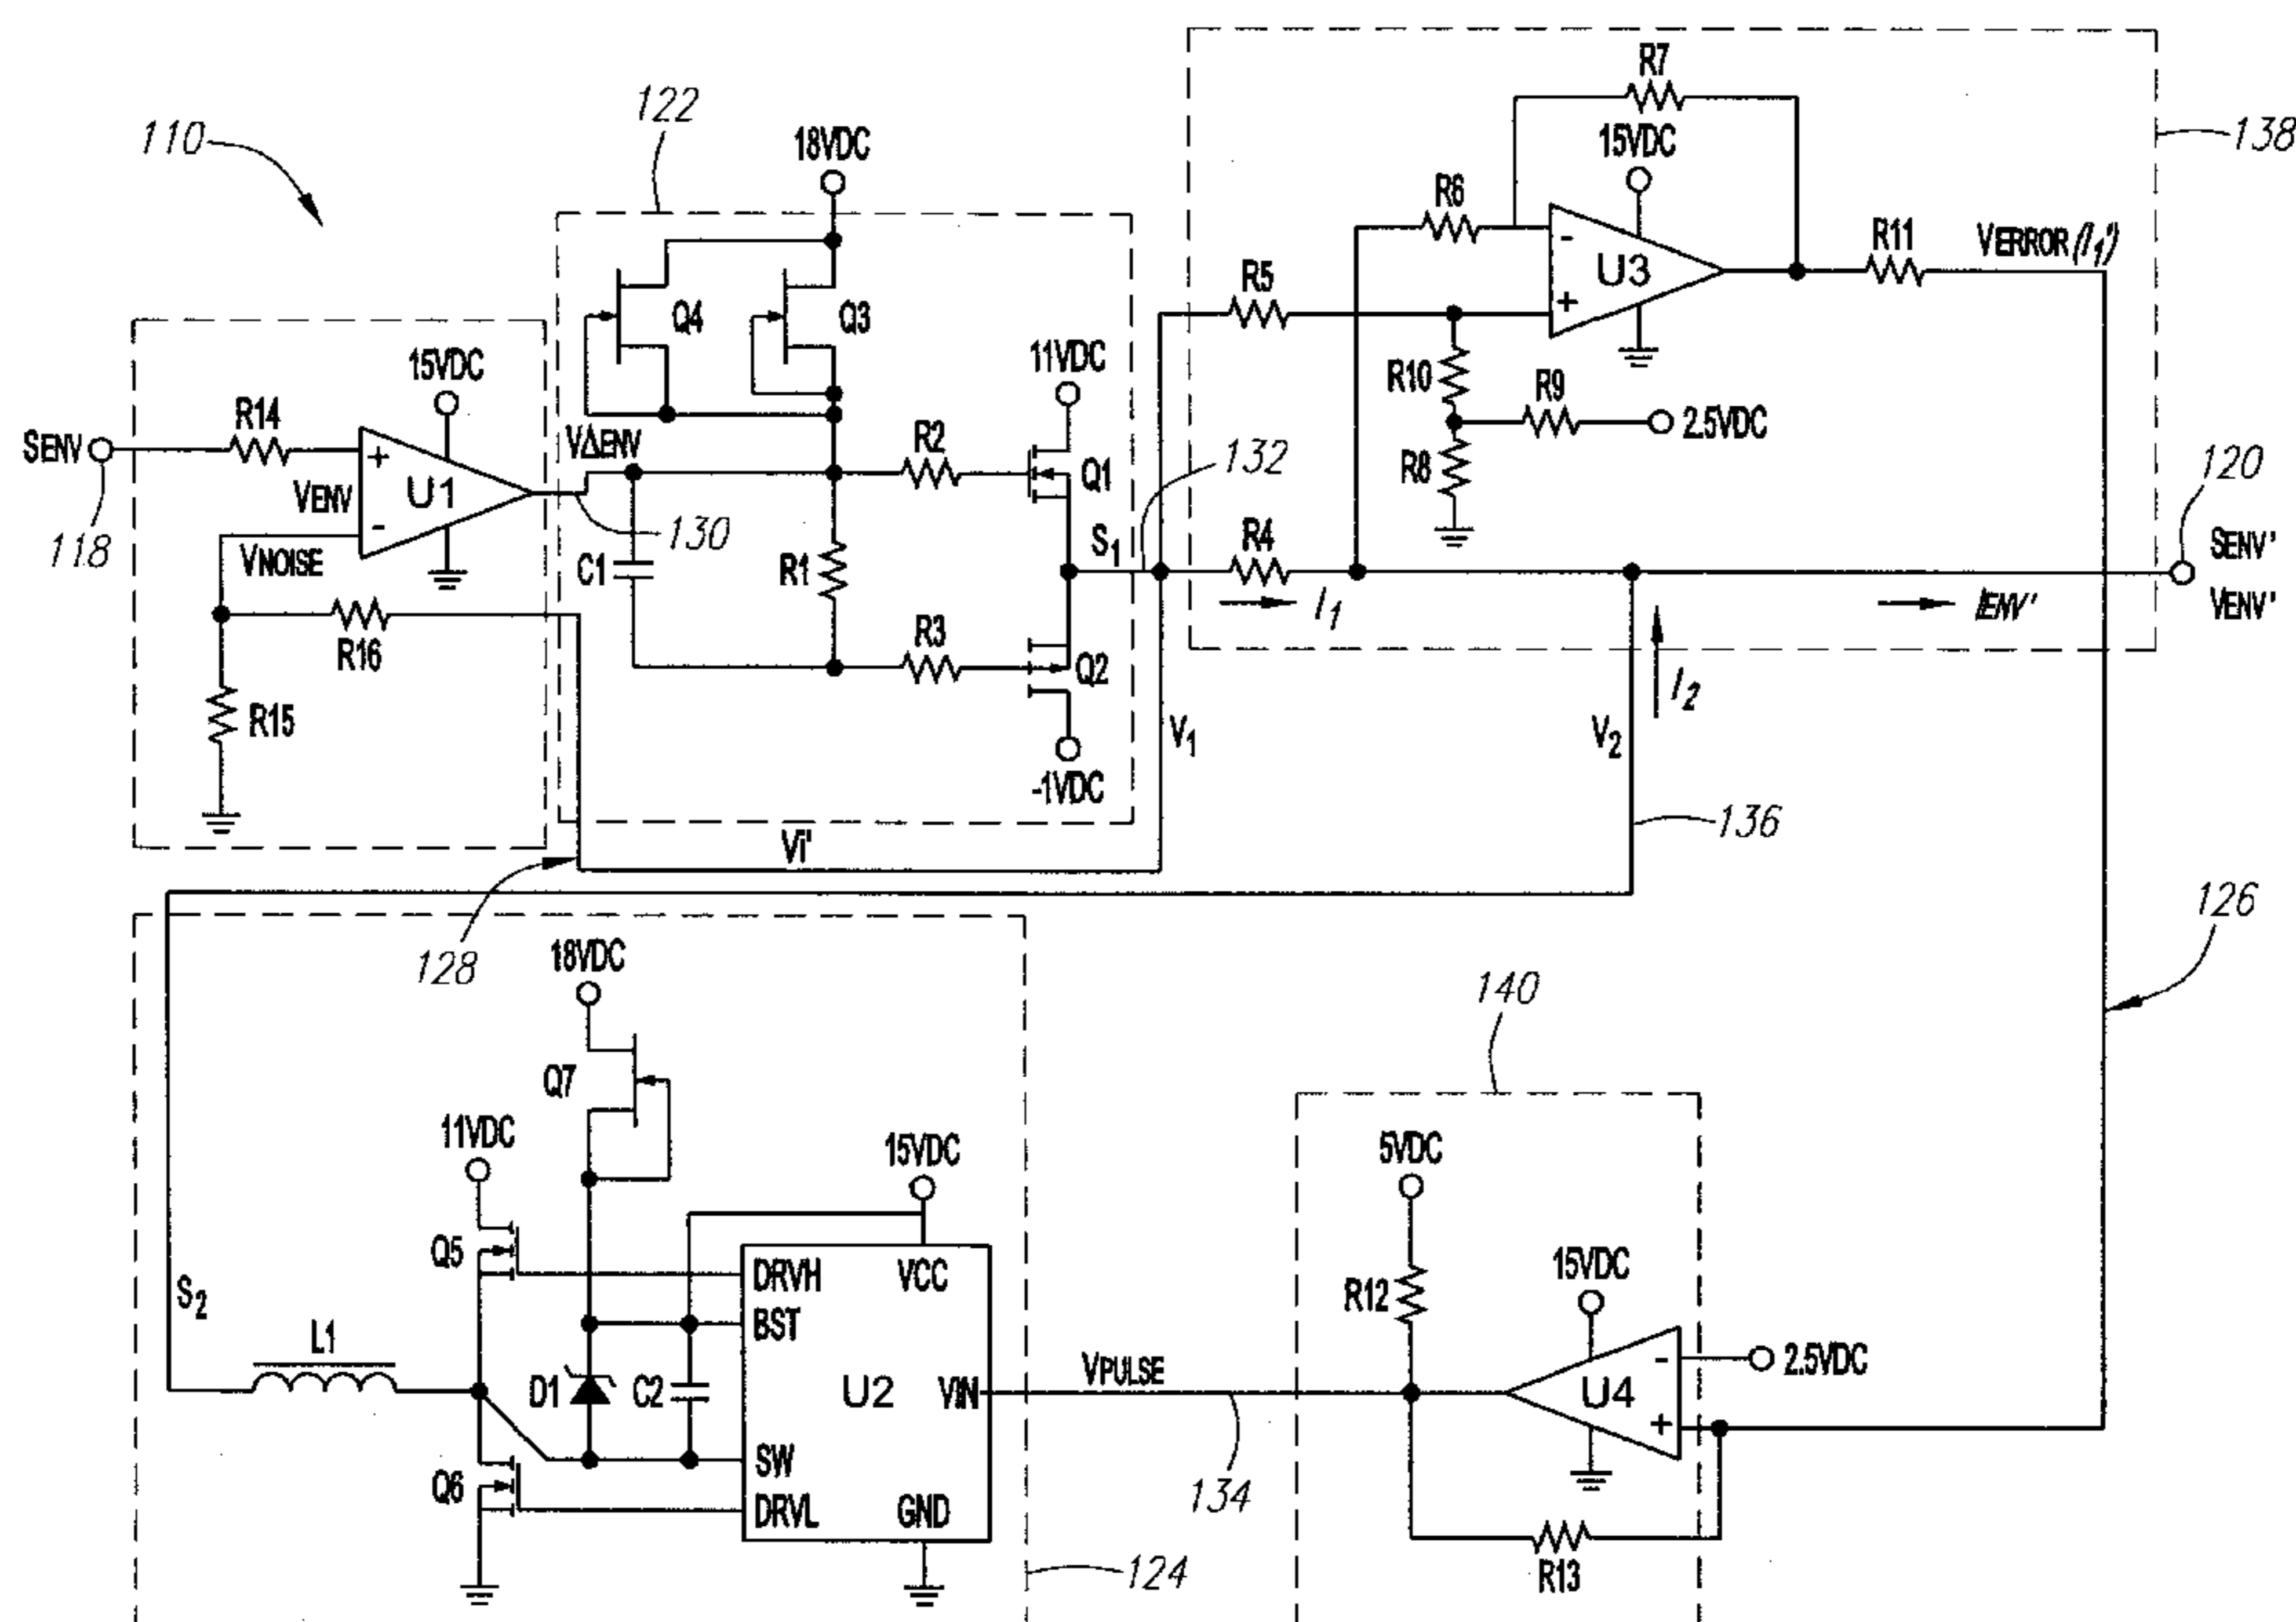 110
122
18VDC
Q4
Q3
SENV
118
R14
VENV
15VDC
+
U1
-
VNOISE
R16
R15
VΔENV
130
C1
R1
R2
R3
11VDC
Q1
Q2
-1VDC
S1
132
V1
Vi'
128
138
R7
15VDC
R6
-
U3
+
R5
R10
R9
2.5VDC
R8
R4
I1
R11
VERROR(I1')
120
SENV'
VENV'
IENV'
I2
V2
136
126
18VDC
Q7
11VDC
15VDC
Q5
DRVH
VCC
BST
S2
L1
D1
C2
U2
VIN
SW
Q6
DRVL
GND
124
VPULSE
134
140
5VDC
R12
15VDC
-
2.5VDC
U4
+
R13